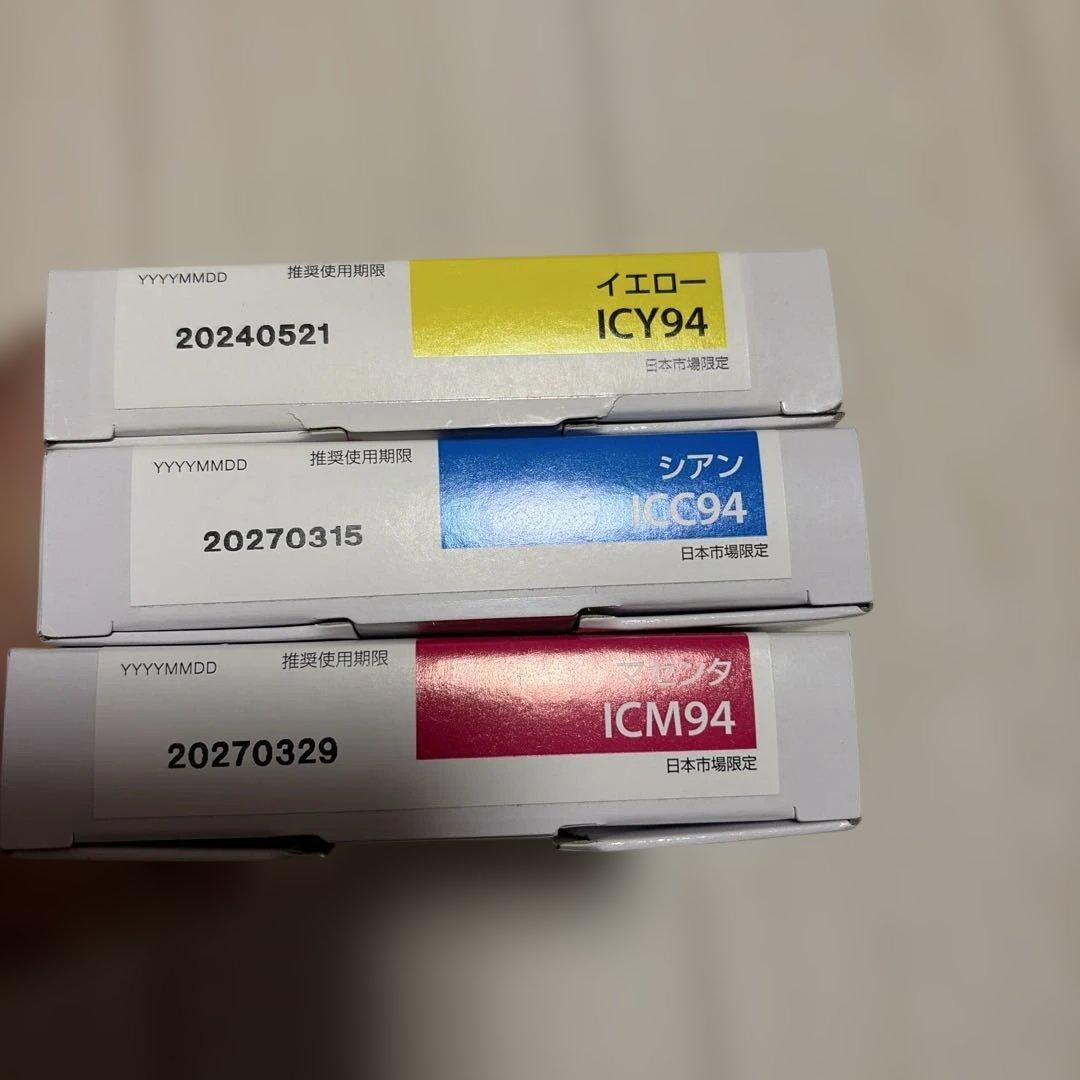 YYYYMMDD 推奨使用期限 イエロー
20240521 ICY94
日本市場限定
YYYYMMDD 推奨使用期限 シアン
20270315 ICC94
日本市場限定
YYYYMMDD 推奨使用期限 マゼンタ
20270329 ICM94
日本市場限定